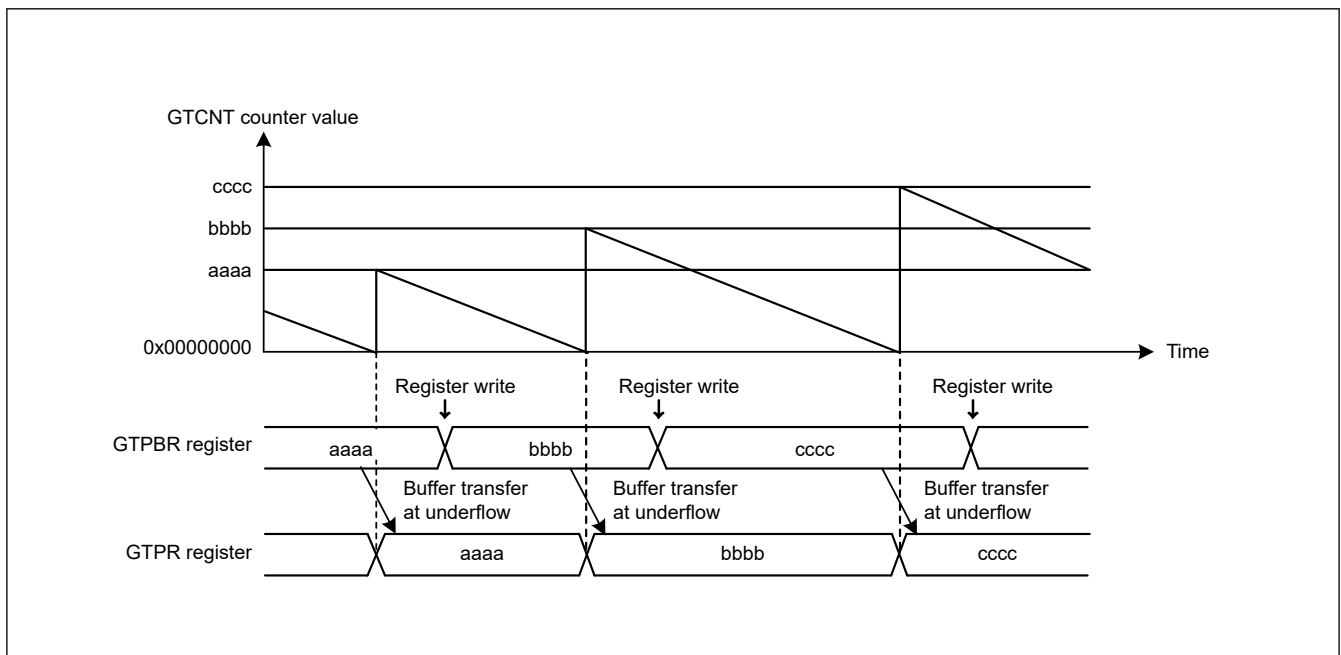 GTCNT counter value
cccc
bbbb
aaaa
0x00000000
Time
Register write
Register write
Register write
GTPBR register
aaaa
bbbb
cccc
Buffer transfer
at underflow
Buffer transfer
at underflow
Buffer transfer
at underflow
GTPR register
aaaa
bbbb
cccc